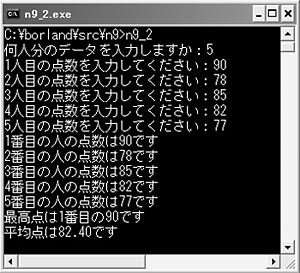 n9_2.exe
C:¥borland¥src¥n9>n9_2
何人分のデータを入力しますか:5
1人目の点数を入力してください:90
2人目の点数を入力してください:78
3人目の点数を入力してください:85
4人目の点数を入力してください:82
5人目の点数を入力してください:77
1番目の人の点数は90です
2番目の人の点数は78です
3番目の人の点数は85です
4番目の人の点数は82です
5番目の人の点数は77です
最高点は1番目の90です
平均点は82.40です